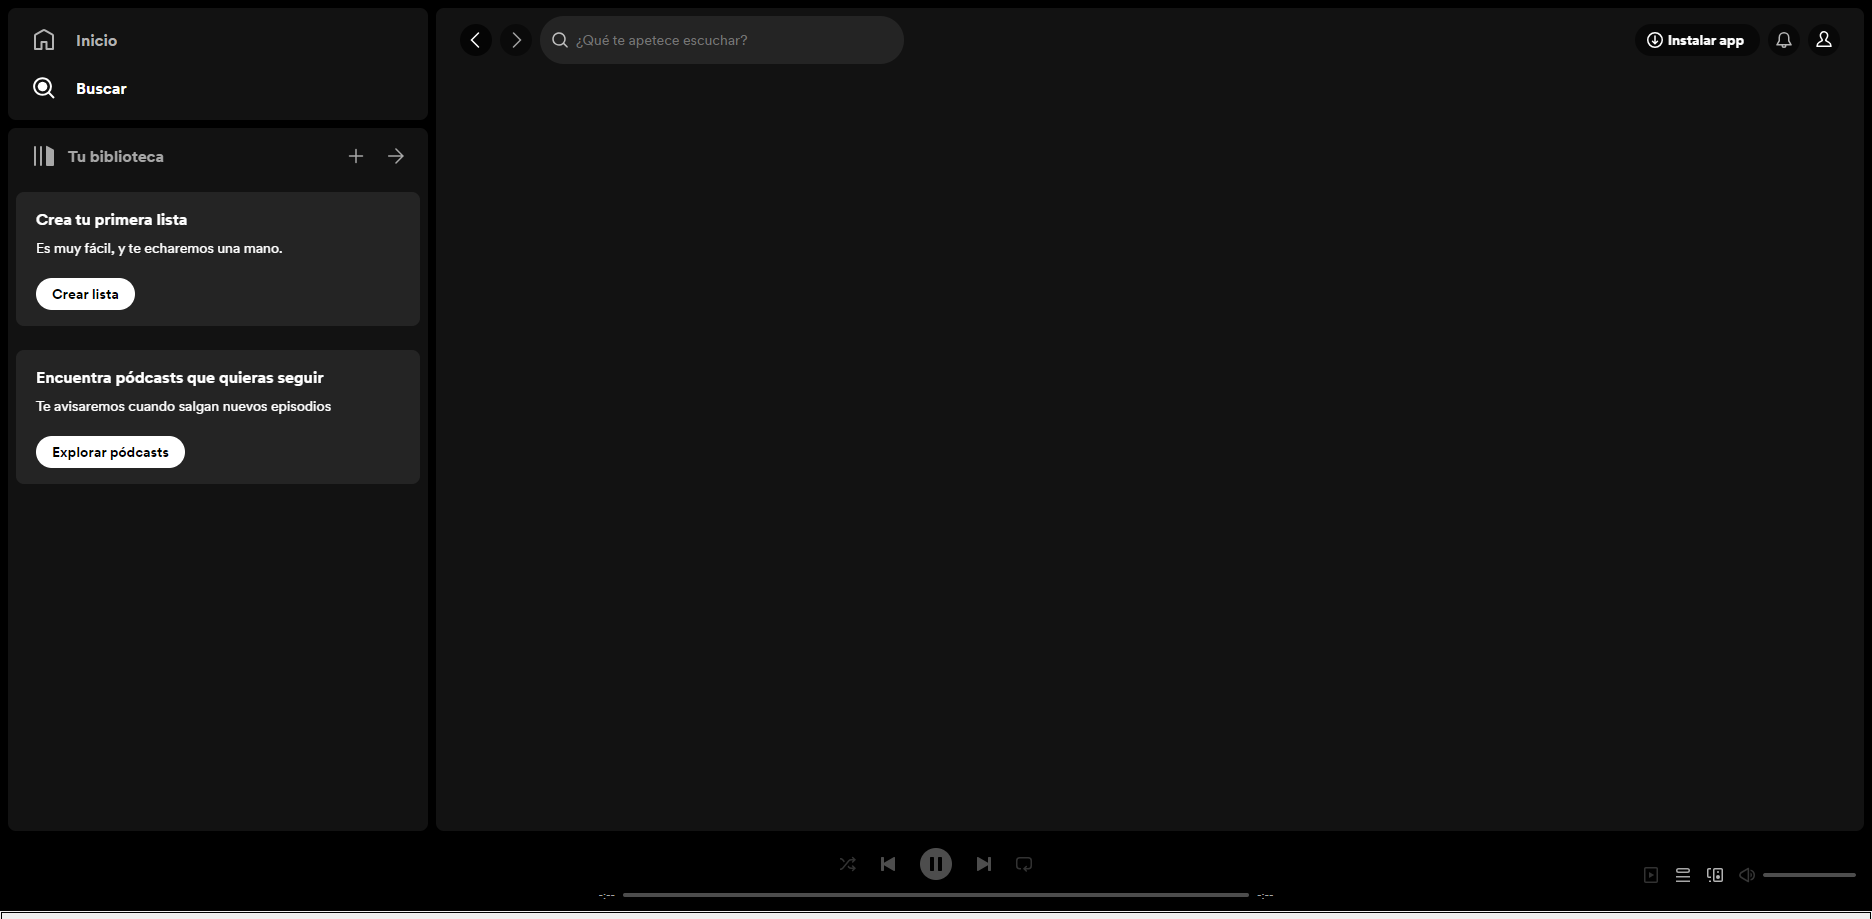 Inicio
Buscar
Tu biblioteca
Crea tu primera lista
Es muy fácil, y te echaremos una mano.
Crear lista
Encuentra pódcasts que quieras seguir
Te avisaremos cuando salgan nuevos episodios
Explorar pódcasts
¿Qué te apetece escuchar?
Instalar app
-:--
-:--